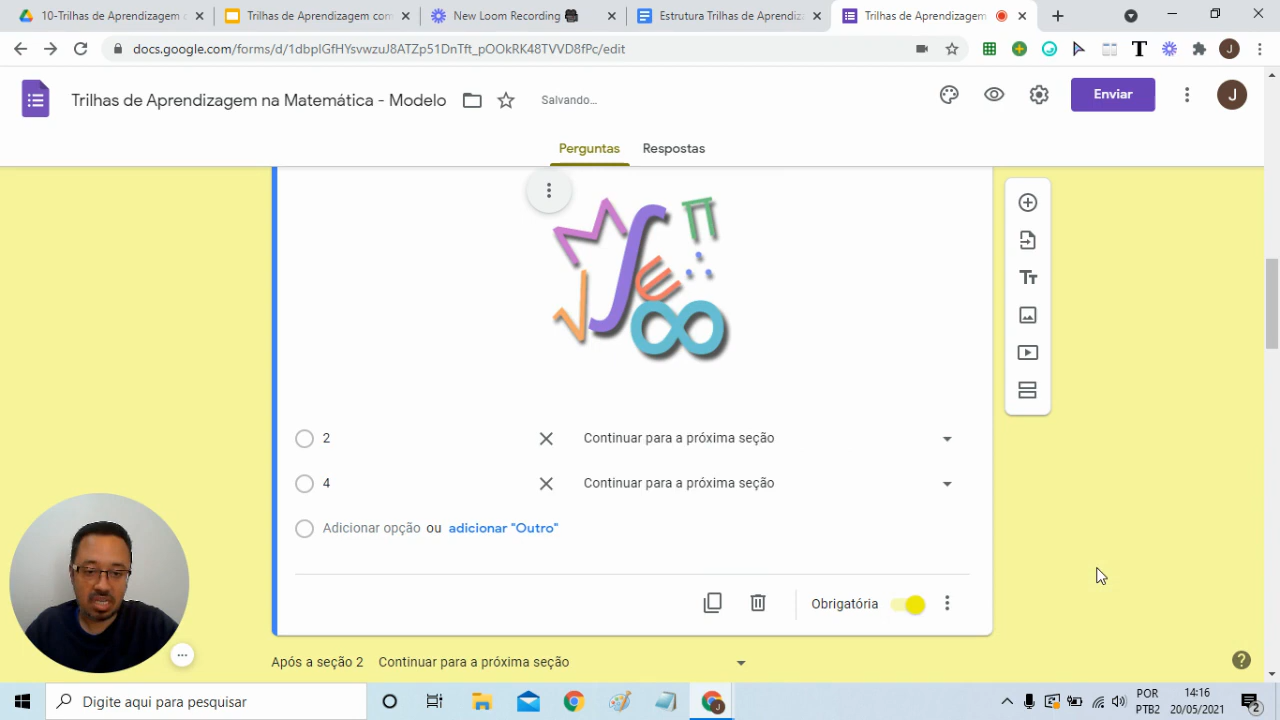 10-Trilhas de Aprendizagem
Trilhas de Aprendizagem com
New Loom Recording
Estrutura Trilhas de Aprendiza
Trilhas de Aprendizagem
docs.google.com/forms/d/1dbpIGfHYsvwzuJ8ATZp51DnTft_pOOkRK48TVVD8fPc/edit
J
Trilhas de Aprendizagem na Matemática - Modelo
Salvando...
Enviar
J
Perguntas
Respostas
2
Continuar para a próxima seção
4
Continuar para a próxima seção
Adicionar opção ou adicionar "Outro"
Obrigatória
Após a seção 2 Continuar para a próxima seção
Digite aqui para pesquisar
POR
PTB2
14:16
20/05/2021
2